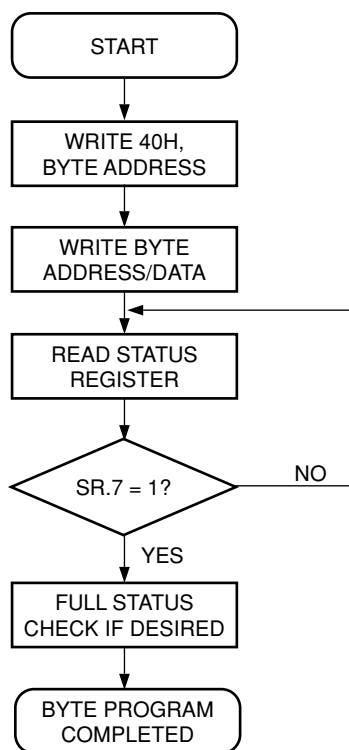 START
WRITE 40H,
BYTE ADDRESS
WRITE BYTE
ADDRESS/DATA
READ STATUS
REGISTER
SR.7 = 1?
NO
YES
FULL STATUS
CHECK IF DESIRED
BYTE PROGRAM
COMPLETED